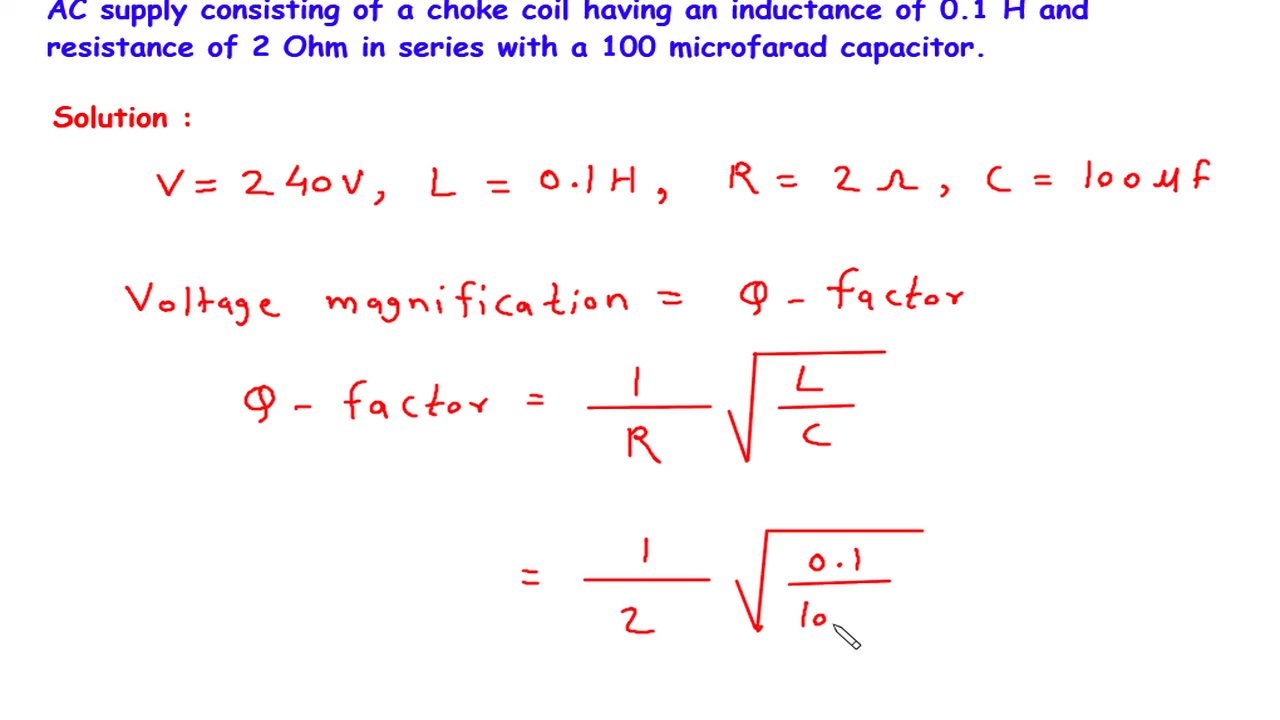 AC supply consisting of a choke coil having an inductance of 0.1 H and
resistance of 2 Ohm in series with a 100 microfarad capacitor.
Solution :
V = 240V, L = 0.1H, R = 2Ω, C = 100μf
Voltage magnification = Q - factor
Q - factor = 1/R √(L/C)
= 1/2 √(0.1/10